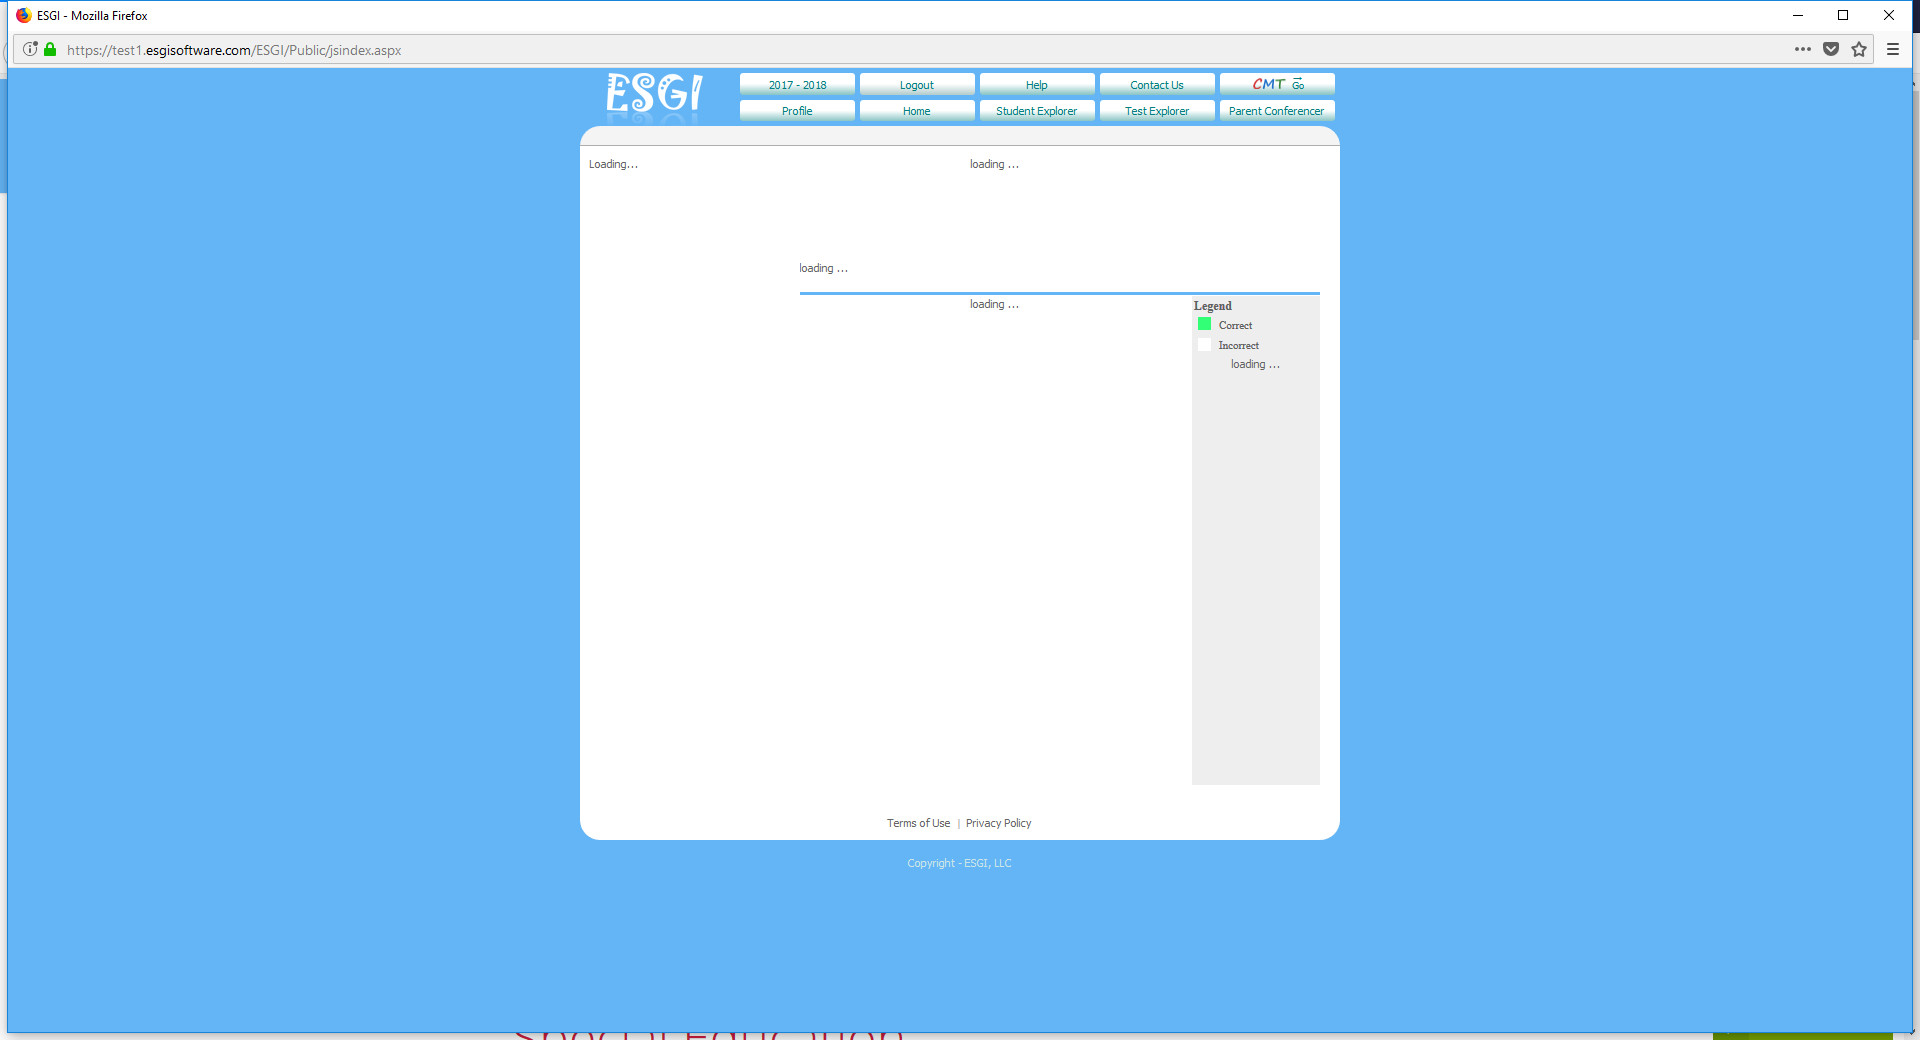 ESGI - Mozilla Firefox
https://test1.esgisoftware.com/ESGI/Public/jsindex.aspx
ESGI
2017 - 2018 Logout Help Contact Us CMT Go
Profile Home Student Explorer Test Explorer Parent Conferencer
Loading... loading ...
loading ...
loading ... Legend
Correct
Incorrect
loading ...
Terms of Use | Privacy Policy
Copyright - ESGI, LLC
Special Education